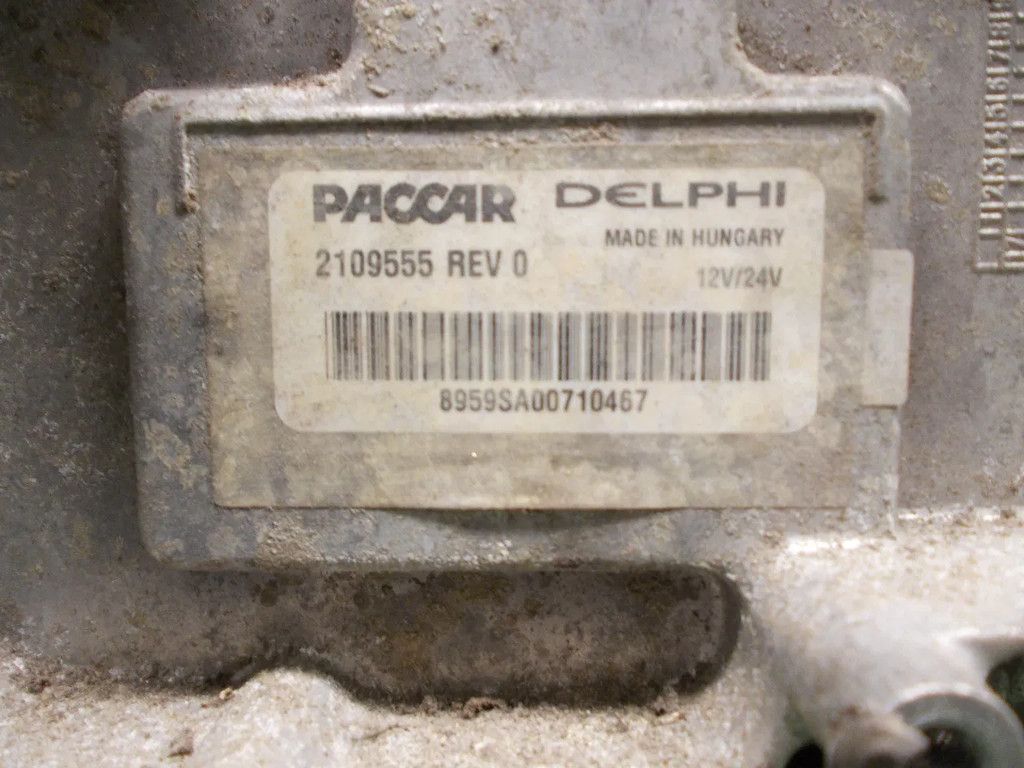 PACCAR DELPHI
MADE IN HUNGARY
2109555 REV 0
12V/24V
8959SA00710467